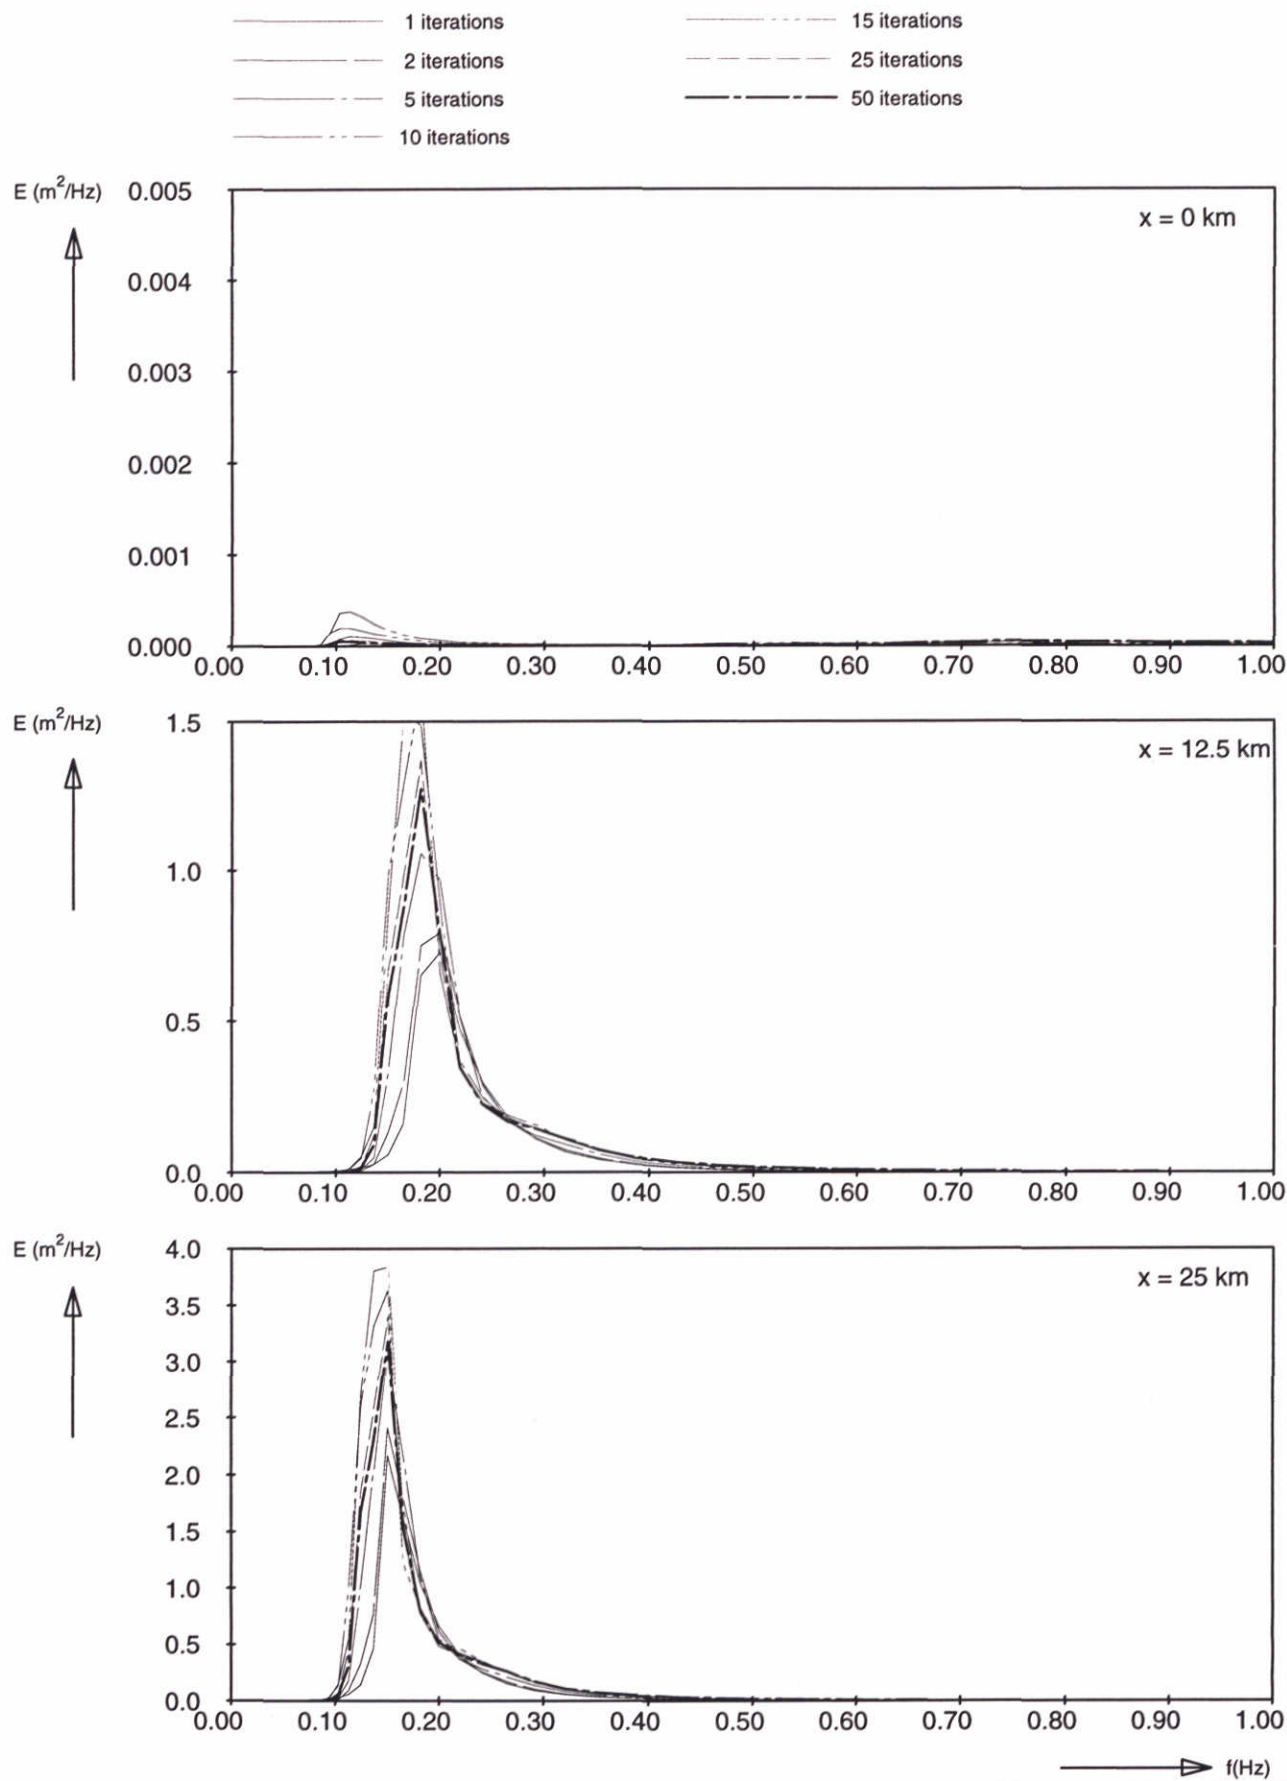 1 iterations
2 iterations
5 iterations
10 iterations
15 iterations
25 iterations
50 iterations
E (m²/Hz)
0.005
0.004
0.003
0.002
0.001
0.000
x = 0 km
0.00 0.10 0.20 0.30 0.40 0.50 0.60 0.70 0.80 0.90 1.00
E (m²/Hz)
1.5
1.0
0.5
0.0
x = 12.5 km
0.00 0.10 0.20 0.30 0.40 0.50 0.60 0.70 0.80 0.90 1.00
E (m²/Hz)
4.0
3.5
3.0
2.5
2.0
1.5
1.0
0.5
0.0
x = 25 km
0.00 0.10 0.20 0.30 0.40 0.50 0.60 0.70 0.80 0.90 1.00
f(Hz)